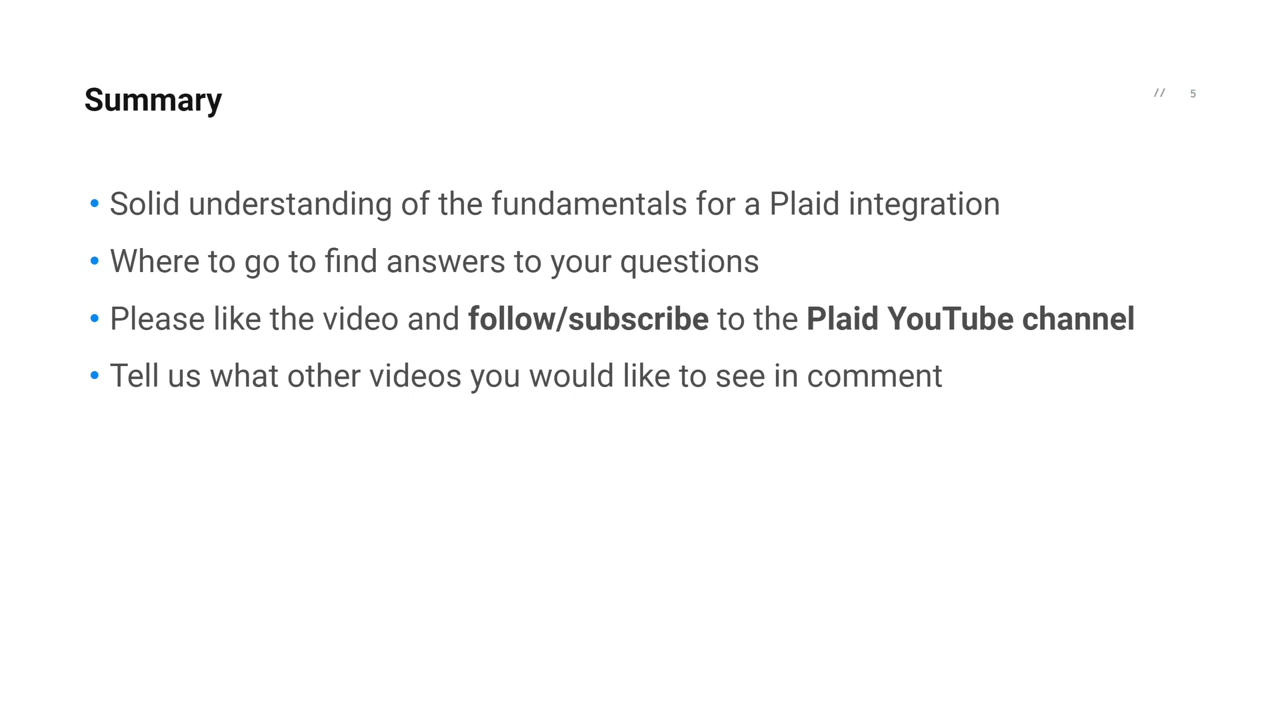 Summary
// 5
• Solid understanding of the fundamentals for a Plaid integration
• Where to go to find answers to your questions
• Please like the video and follow/subscribe to the Plaid YouTube channel
• Tell us what other videos you would like to see in comment